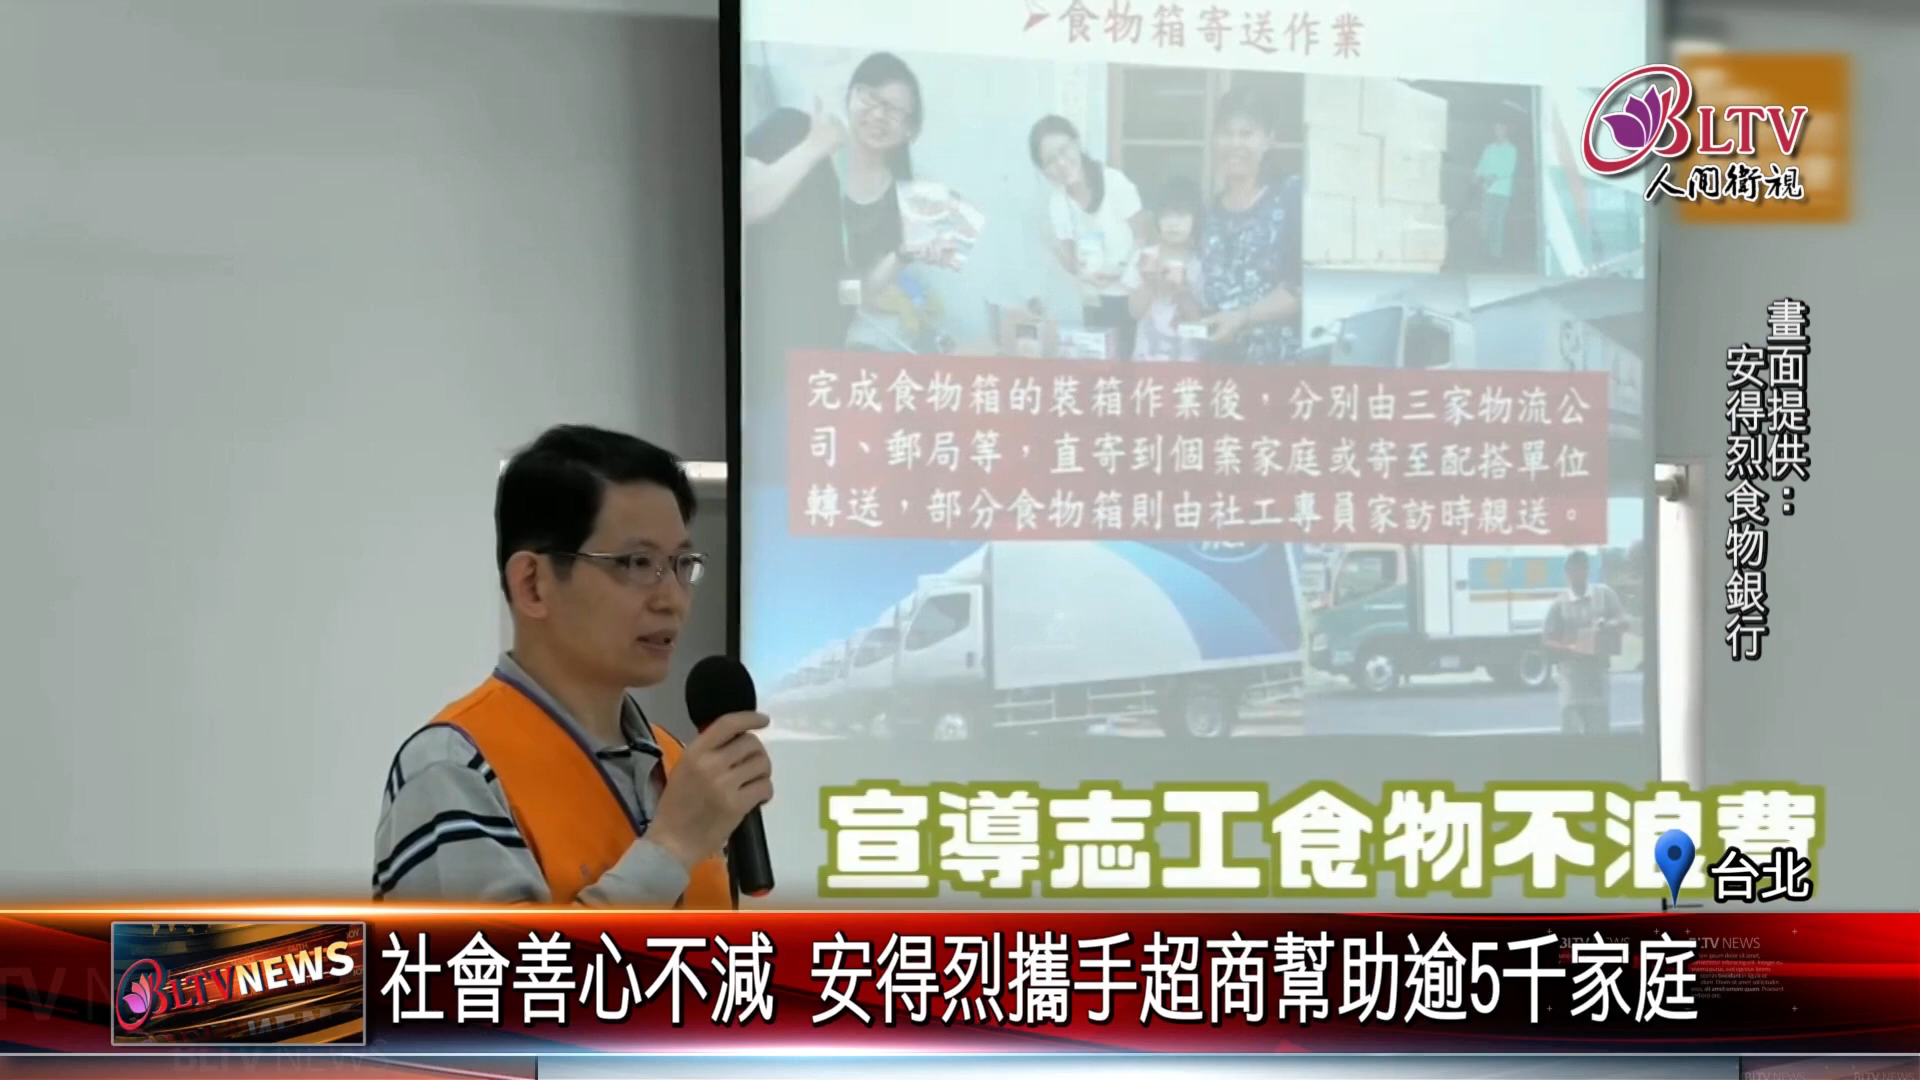 食物箱寄送作業
BLTV
人間衛視
畫面提供：
安得烈食物銀行
完成食物箱的裝箱作業後，分別由三家物流公
司、郵局等，直寄到個案家庭或寄至配搭單位
轉送，部分食物箱則由社工專員家訪時親送。
宣導志工食物不浪費
台北
BLTVNEWS
社會善心不減 安得烈攜手超商幫助逾5千家庭